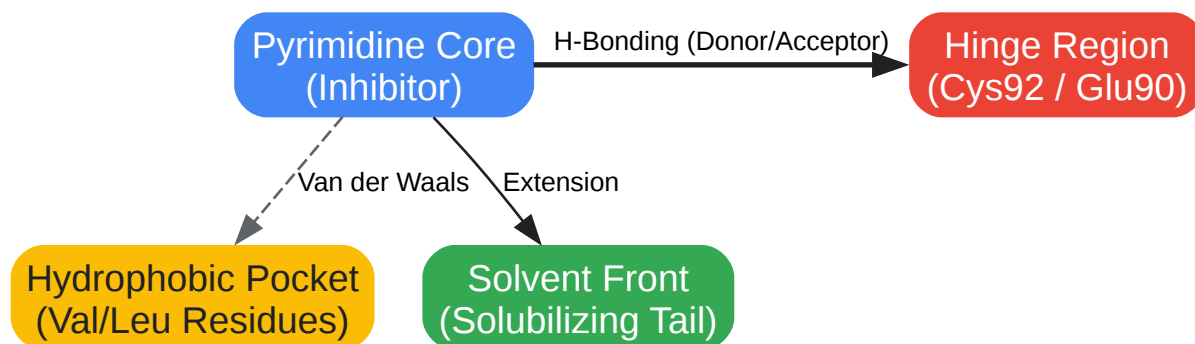 Pyrimidine Core
(Inhibitor)
H-Bonding (Donor/Acceptor)
Hinge Region
(Cys92 / Glu90)
Van der Waals
Extension
Hydrophobic Pocket
(Val/Leu Residues)
Solvent Front
(Solubilizing Tail)